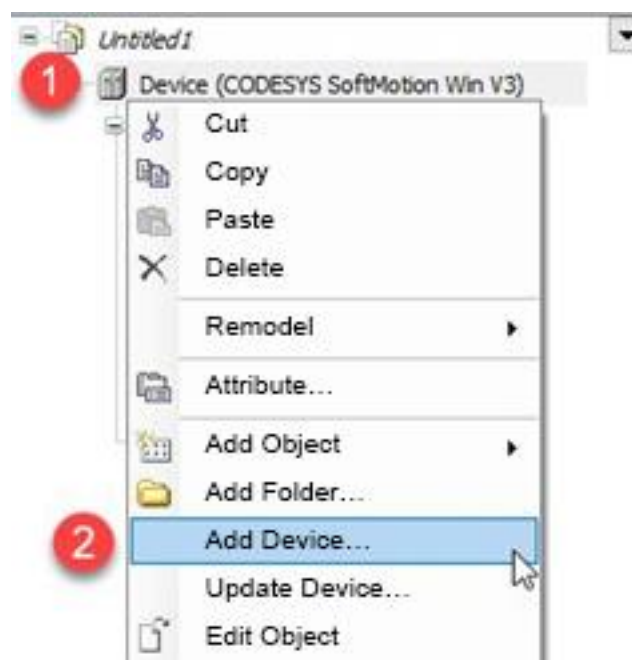 Untitled1
1 Device (CODESYS SoftMotion Win V3)
Cut
Copy
Paste
Delete
Remodel
Attribute...
Add Object
Add Folder...
2 Add Device...
Update Device...
Edit Object